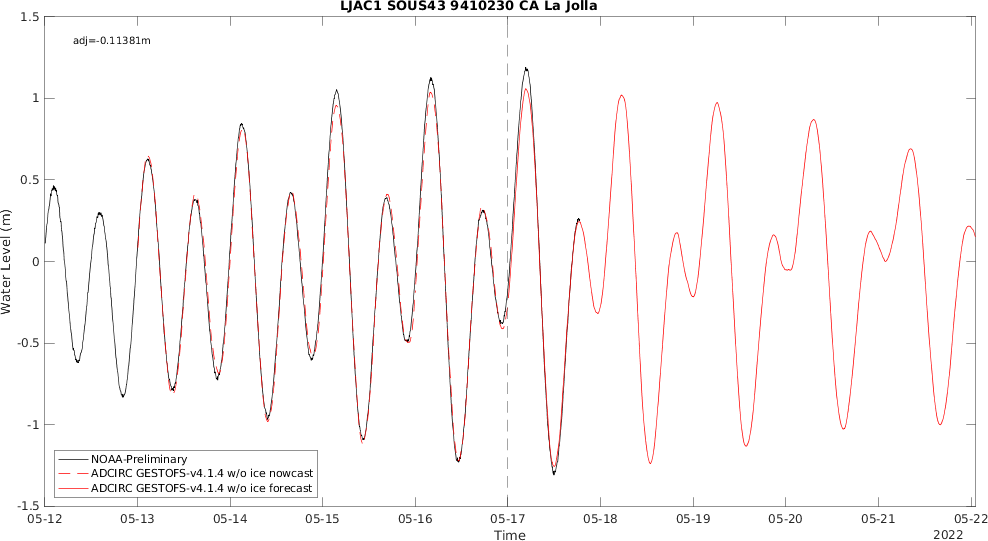 LJAC1 SOUS43 9410230 CA La Jolla
adj=-0.11381m
1.5
1
0.5
0
-0.5
-1
-1.5
Water Level (m)
NOAA-Preliminary
ADCIRC GESTOFS-v4.1.4 w/o ice nowcast
ADCIRC GESTOFS-v4.1.4 w/o ice forecast
05-12 05-13 05-14 05-15 05-16 05-17 05-18 05-19 05-20 05-21 05-22
Time
2022